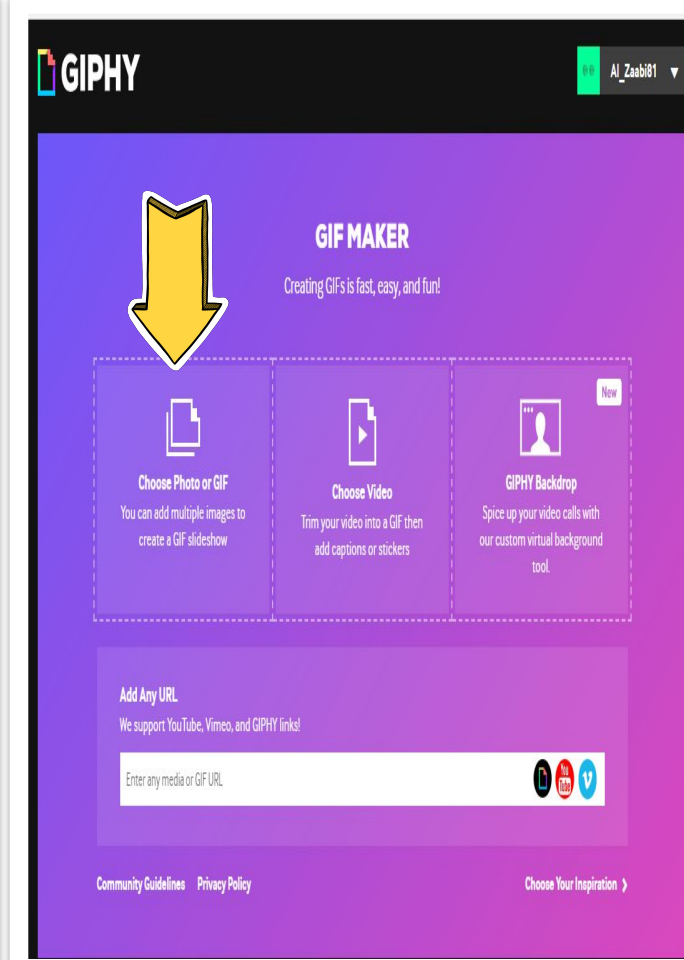 GIPHY
Al_Zaabi81
GIF MAKER
Creating GIFs is fast, easy, and fun!
Choose Photo or GIF
You can add multiple images to
create a GIF slideshow
Choose Video
Trim your video into a GIF then
add captions or stickers
New
GIPHY Backdrop
Spice up your video calls with
our custom virtual background
tool.
Add Any URL
We support YouTube, Vimeo, and GIPHY links!
Enter any media or GIF URL
You
Tube
Community Guidelines Privacy Policy
Choose Your Inspiration